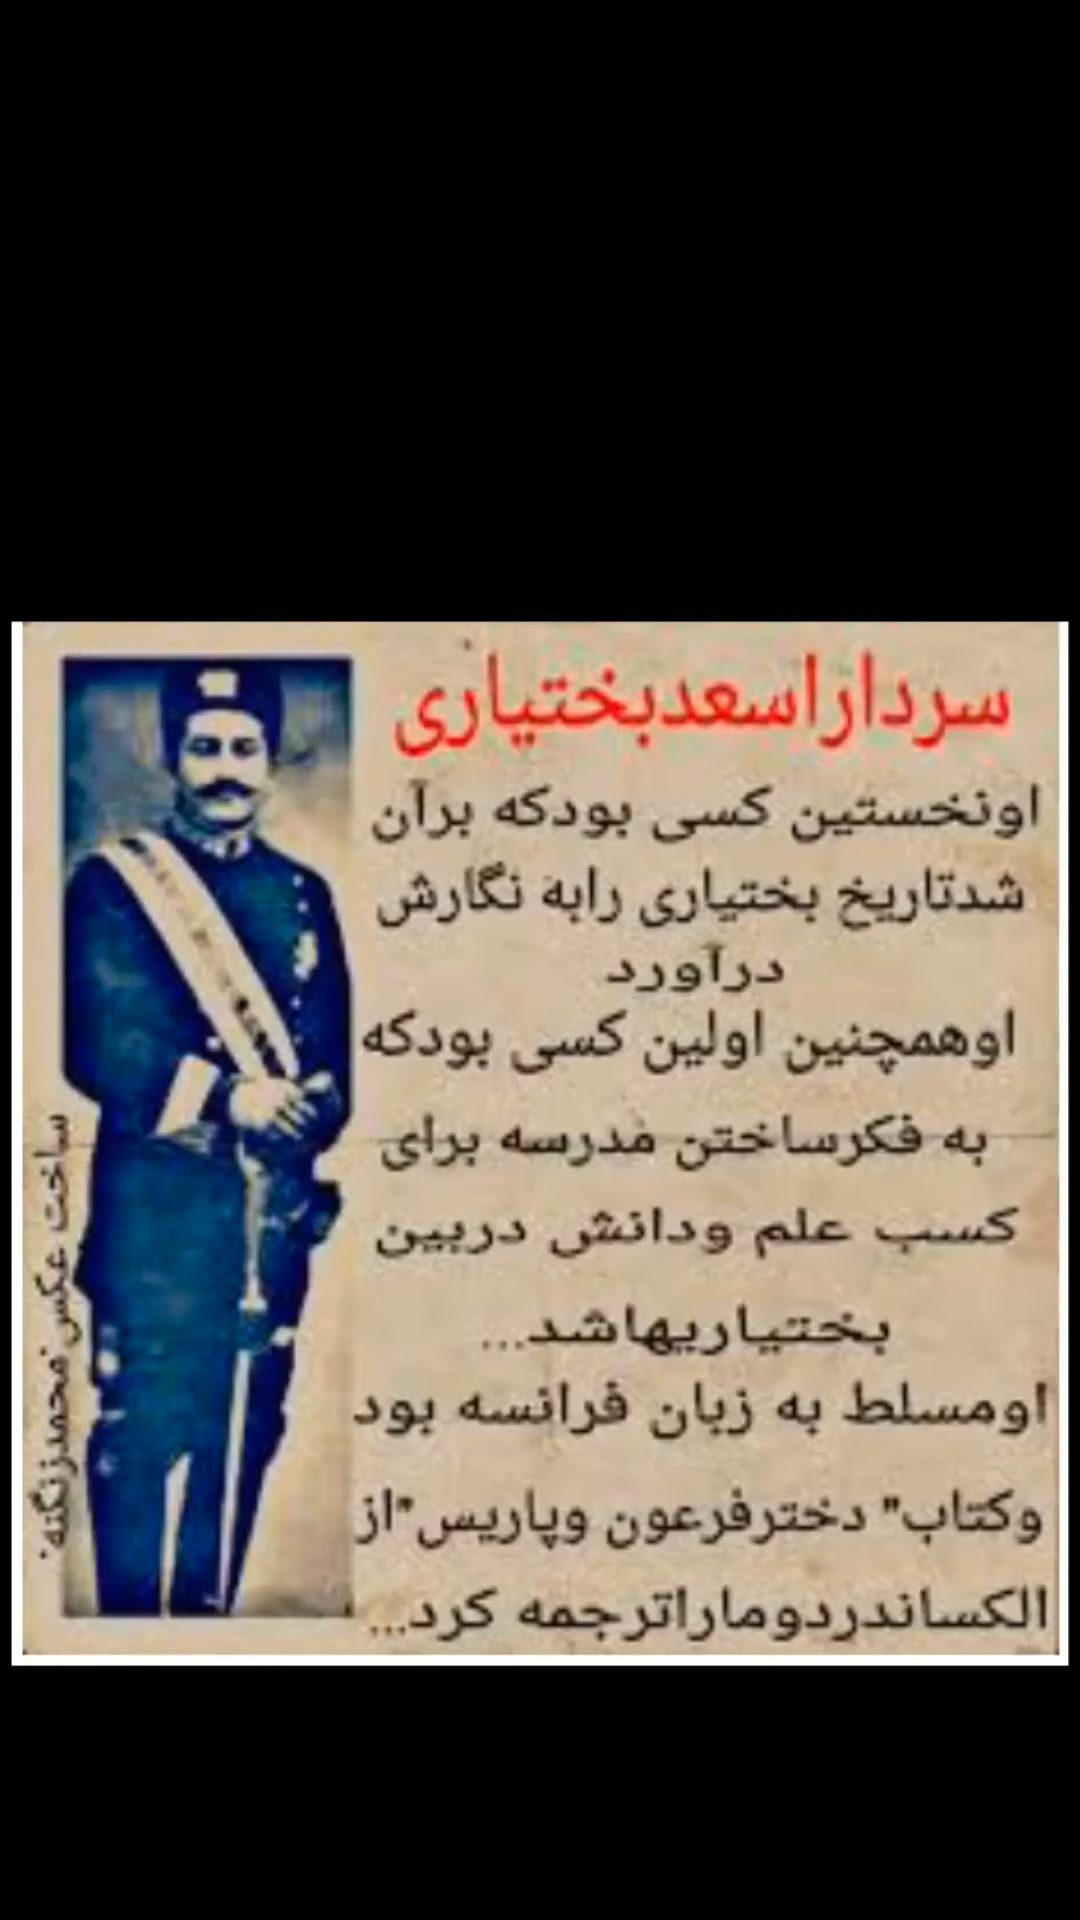 سرداراسعدبختیاری
اونخستین کسی بودکه برآن
شدتاریخ بختیاری رابه نگارش
درآورد
اوهمچنین اولین کسی بودکه
به فکرساختن مدرسه برای
کسب علم ودانش دربین
بختیاریهاشد...
اومسلط به زبان فرانسه بود
وکتاب" دخترفرعون وپاریس"از
الکساندردوماراترجمه کرد...
ساخت عکس محمدزنگنه.